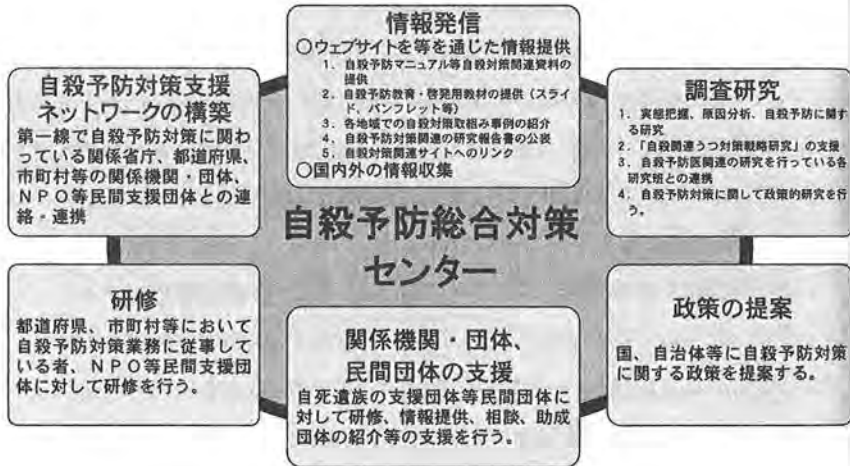 情報発信
○ウェブサイトを等を通じた情報提供
1. 自殺予防マニュアル等自殺対策関連資料の
提供
2. 自殺予防教育・啓発用教材の提供（スライ
ド、パンフレット等）
3. 各地域での自殺対策取組み事例の紹介
4. 自殺予防対策関連の研究報告書の公表
5. 自殺対策関連サイトへのリンク
○国内外の情報収集
自殺予防対策支援
ネットワークの構築
第一線で自殺予防対策に関わ
っている関係省庁、都道府県、
市町村等の関係機関・団体、
ＮＰＯ等民間支援団体との連
絡・連携
調査研究
1. 実態把握、原因分析、自殺予防に関す
る研究
2.「自殺関連うつ対策戦略研究」の支援
3. 自殺予防医関連の研究を行っている各
研究班との連携
4. 自殺予防対策に関して政策的研究を行
う。
自殺予防総合対策
センター
研修
都道府県、市町村等において
自殺予防対策業務に従事して
いる者、ＮＰＯ等民間支援団
体に対して研修を行う。
関係機関・団体、
民間団体の支援
自死遺族の支援団体等民間団体に
対して研修、情報提供、相談、助成
団体の紹介等の支援を行う。
政策の提案
国、自治体等に自殺予防対策
に関する政策を提案する。